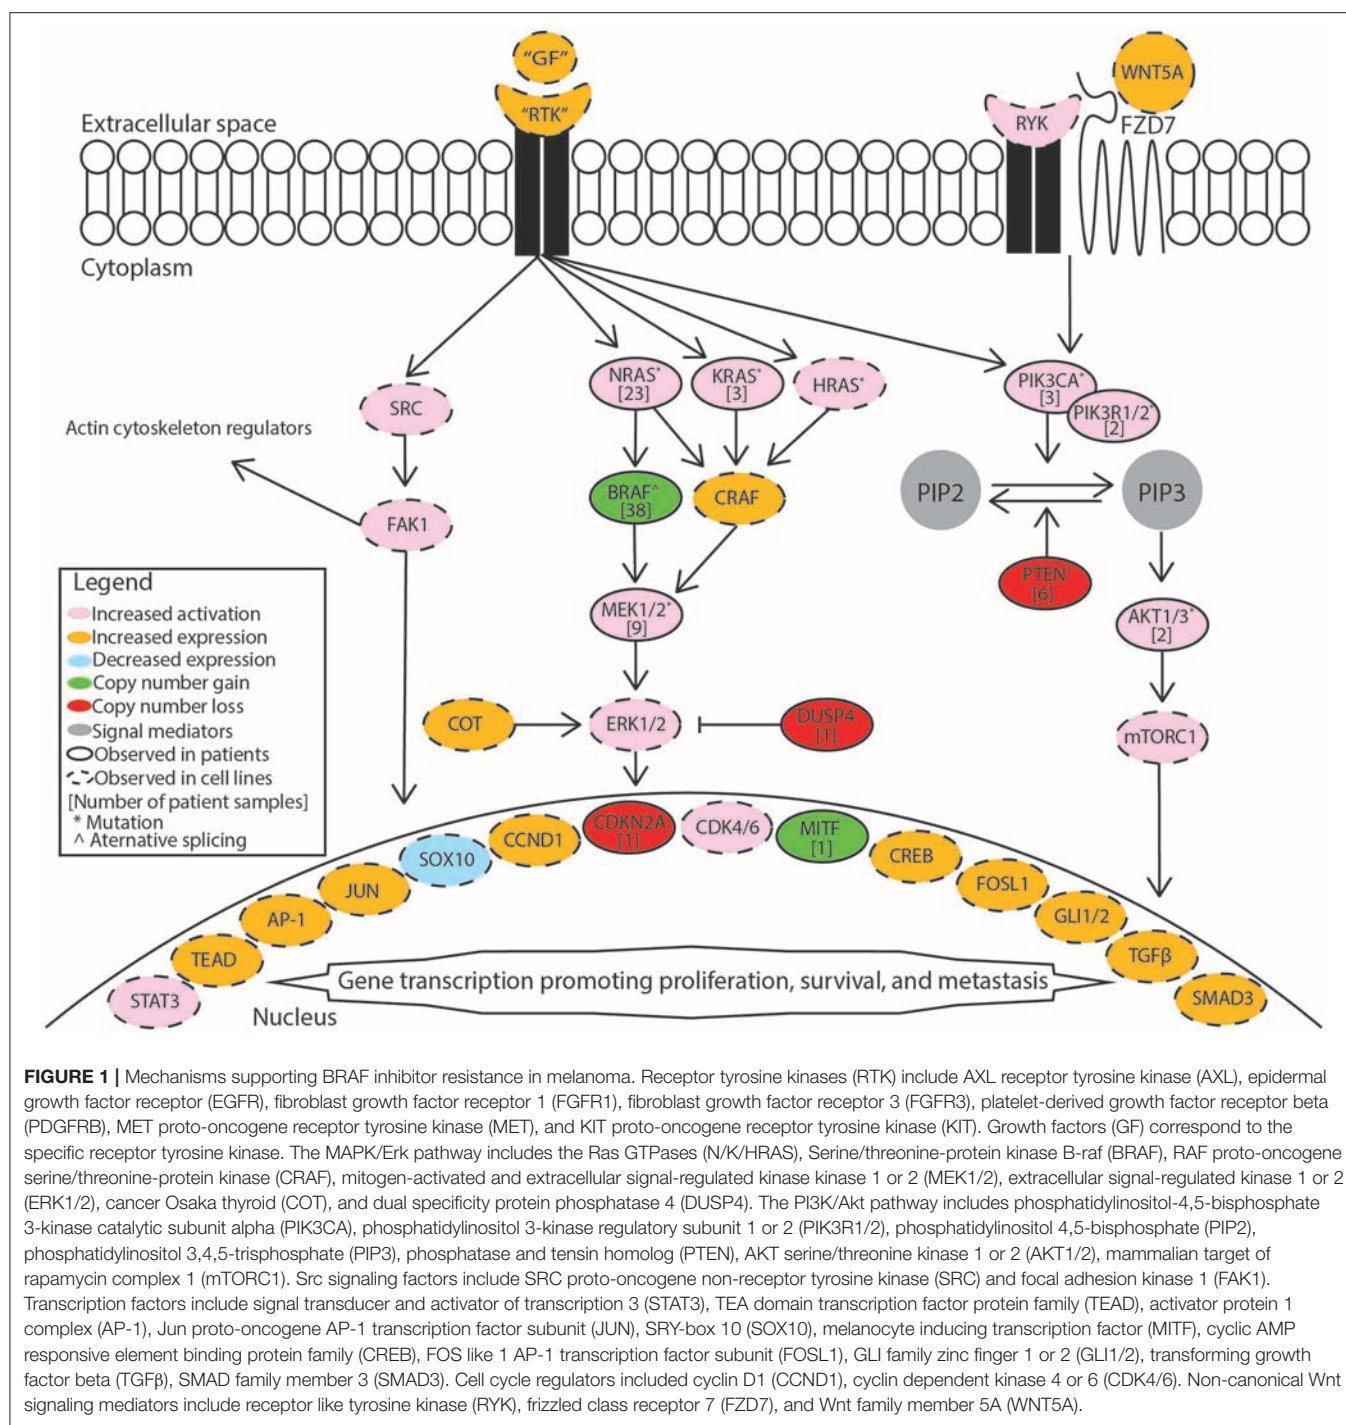 "GF"
"RTK"
WNT5A
RYK
FZD7
Extracellular space
Cytoplasm
NRAS*
[23]
KRAS*
[3]
HRAS*
PIK3CA*
[3]
PIK3R1/2*
[2]
SRC
Actin cytoskeleton regulators
FAK1
BRAF^
[38]
CRAF
PIP2
PIP3
PTEN*
[6]
MEK1/2*
[9]
AKT1/3*
[2]
COT
ERK1/2
DUSP4
[1]
mTORC1
Legend
Increased activation
Increased expression
Decreased expression
Copy number gain
Copy number loss
Signal mediators
Observed in patients
Observed in cell lines
[Number of patient samples]
* Mutation
^ Aternative splicing
STAT3
TEAD
AP-1
JUN
SOX10
CCND1
CDKN2A
[1]
CDK4/6
MITF
[1]
CREB
FOSL1
GLI1/2
TGFβ
SMAD3
Gene transcription promoting proliferation, survival, and metastasis
Nucleus
FIGURE 1 | Mechanisms supporting BRAF inhibitor resistance in melanoma. Receptor tyrosine kinases (RTK) include AXL receptor tyrosine kinase (AXL), epidermal
growth factor receptor (EGFR), fibroblast growth factor receptor 1 (FGFR1), fibroblast growth factor receptor 3 (FGFR3), platelet-derived growth factor receptor beta
(PDGFRB), MET proto-oncogene receptor tyrosine kinase (MET), and KIT proto-oncogene receptor tyrosine kinase (KIT). Growth factors (GF) correspond to the
specific receptor tyrosine kinase. The MAPK/Erk pathway includes the Ras GTPases (N/K/HRAS), Serine/threonine-protein kinase B-raf (BRAF), RAF proto-oncogene
serine/threonine-protein kinase (CRAF), mitogen-activated and extracellular signal-regulated kinase kinase 1 or 2 (MEK1/2), extracellular signal-regulated kinase 1 or 2
(ERK1/2), cancer Osaka thyroid (COT), and dual specificity protein phosphatase 4 (DUSP4). The PI3K/Akt pathway includes phosphatidylinositol-4,5-bisphosphate
3-kinase catalytic subunit alpha (PIK3CA), phosphatidylinositol 3-kinase regulatory subunit 1 or 2 (PIK3R1/2), phosphatidylinositol 4,5-bisphosphate (PIP2),
phosphatidylinositol 3,4,5-trisphosphate (PIP3), phosphatase and tensin homolog (PTEN), AKT serine/threonine kinase 1 or 2 (AKT1/2), mammalian target of
rapamycin complex 1 (mTORC1). Src signaling factors include SRC proto-oncogene non-receptor tyrosine kinase (SRC) and focal adhesion kinase 1 (FAK1).
Transcription factors include signal transducer and activator of transcription 3 (STAT3), TEA domain transcription factor protein family (TEAD), activator protein 1
complex (AP-1), Jun proto-oncogene AP-1 transcription factor subunit (JUN), SRY-box 10 (SOX10), melanocyte inducing transcription factor (MITF), cyclic AMP
responsive element binding protein family (CREB), FOS like 1 AP-1 transcription factor subunit (FOSL1), GLI family zinc finger 1 or 2 (GLI1/2), transforming growth
factor beta (TGFβ), SMAD family member 3 (SMAD3). Cell cycle regulators included cyclin D1 (CCND1), cyclin dependent kinase 4 or 6 (CDK4/6). Non-canonical Wnt
signaling mediators include receptor like tyrosine kinase (RYK), frizzled class receptor 7 (FZD7), and Wnt family member 5A (WNT5A).